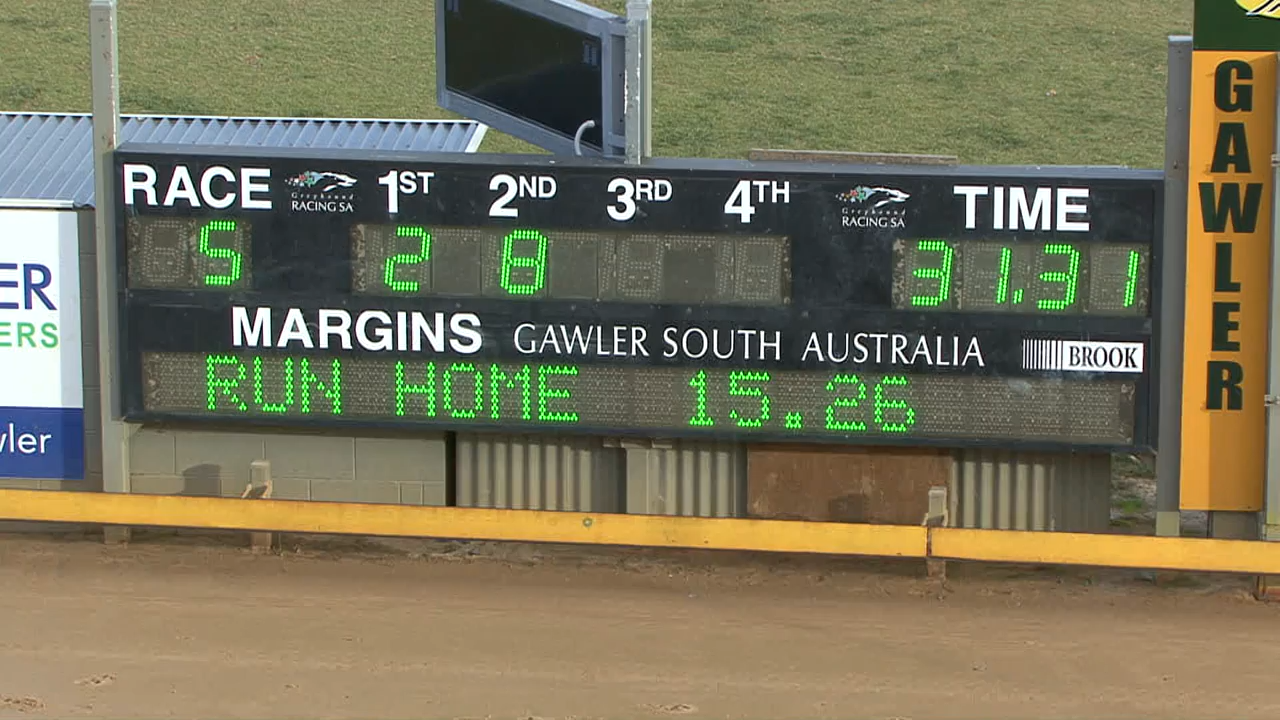 RACE Greyhound RACING SA 1ST 2ND 3RD 4TH Greyhound RACING SA TIME
5 2 8 31.31
MARGINS GAWLER SOUTH AUSTRALIA BROOK
RUN HOME 15.26
GAWLER
ER
ERS
wler